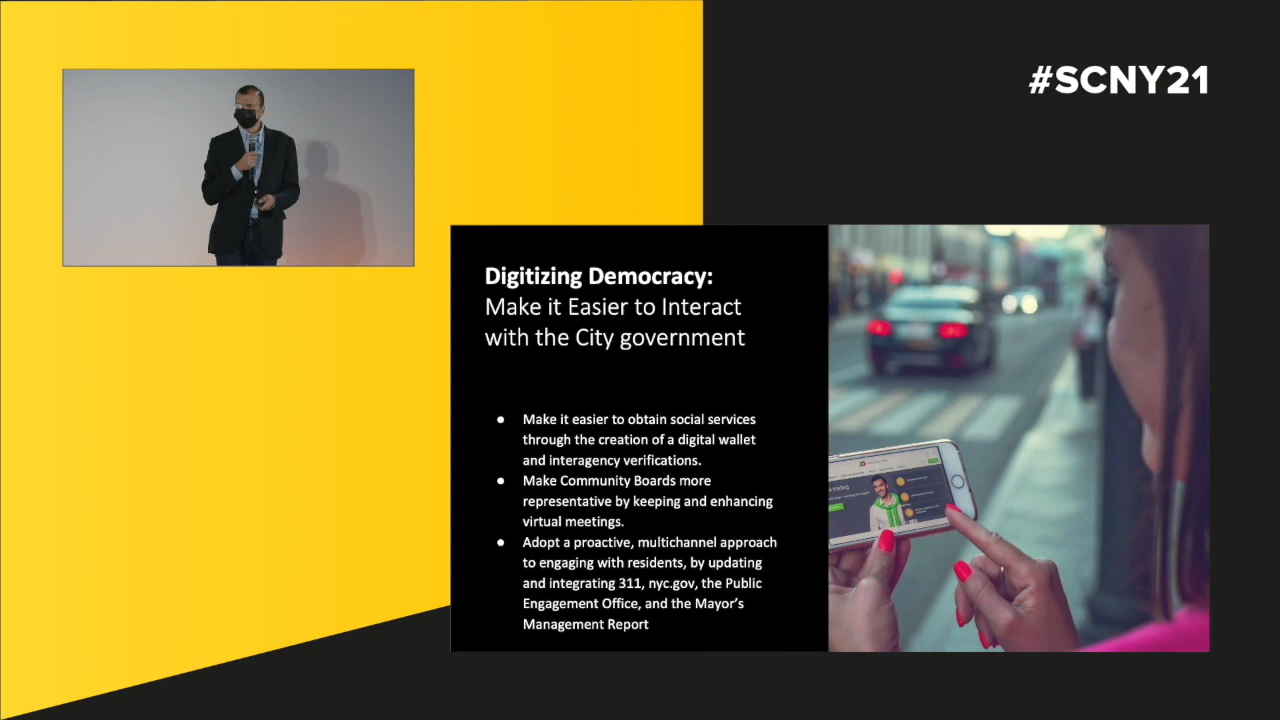 #SCNY21
Digitizing Democracy:
Make it Easier to Interact
with the City government
● Make it easier to obtain social services
through the creation of a digital wallet
and interagency verifications.
● Make Community Boards more
representative by keeping and enhancing
virtual meetings.
● Adopt a proactive, multichannel approach
to engaging with residents, by updating
and integrating 311, nyc.gov, the Public
Engagement Office, and the Mayor’s
Management Report
trading